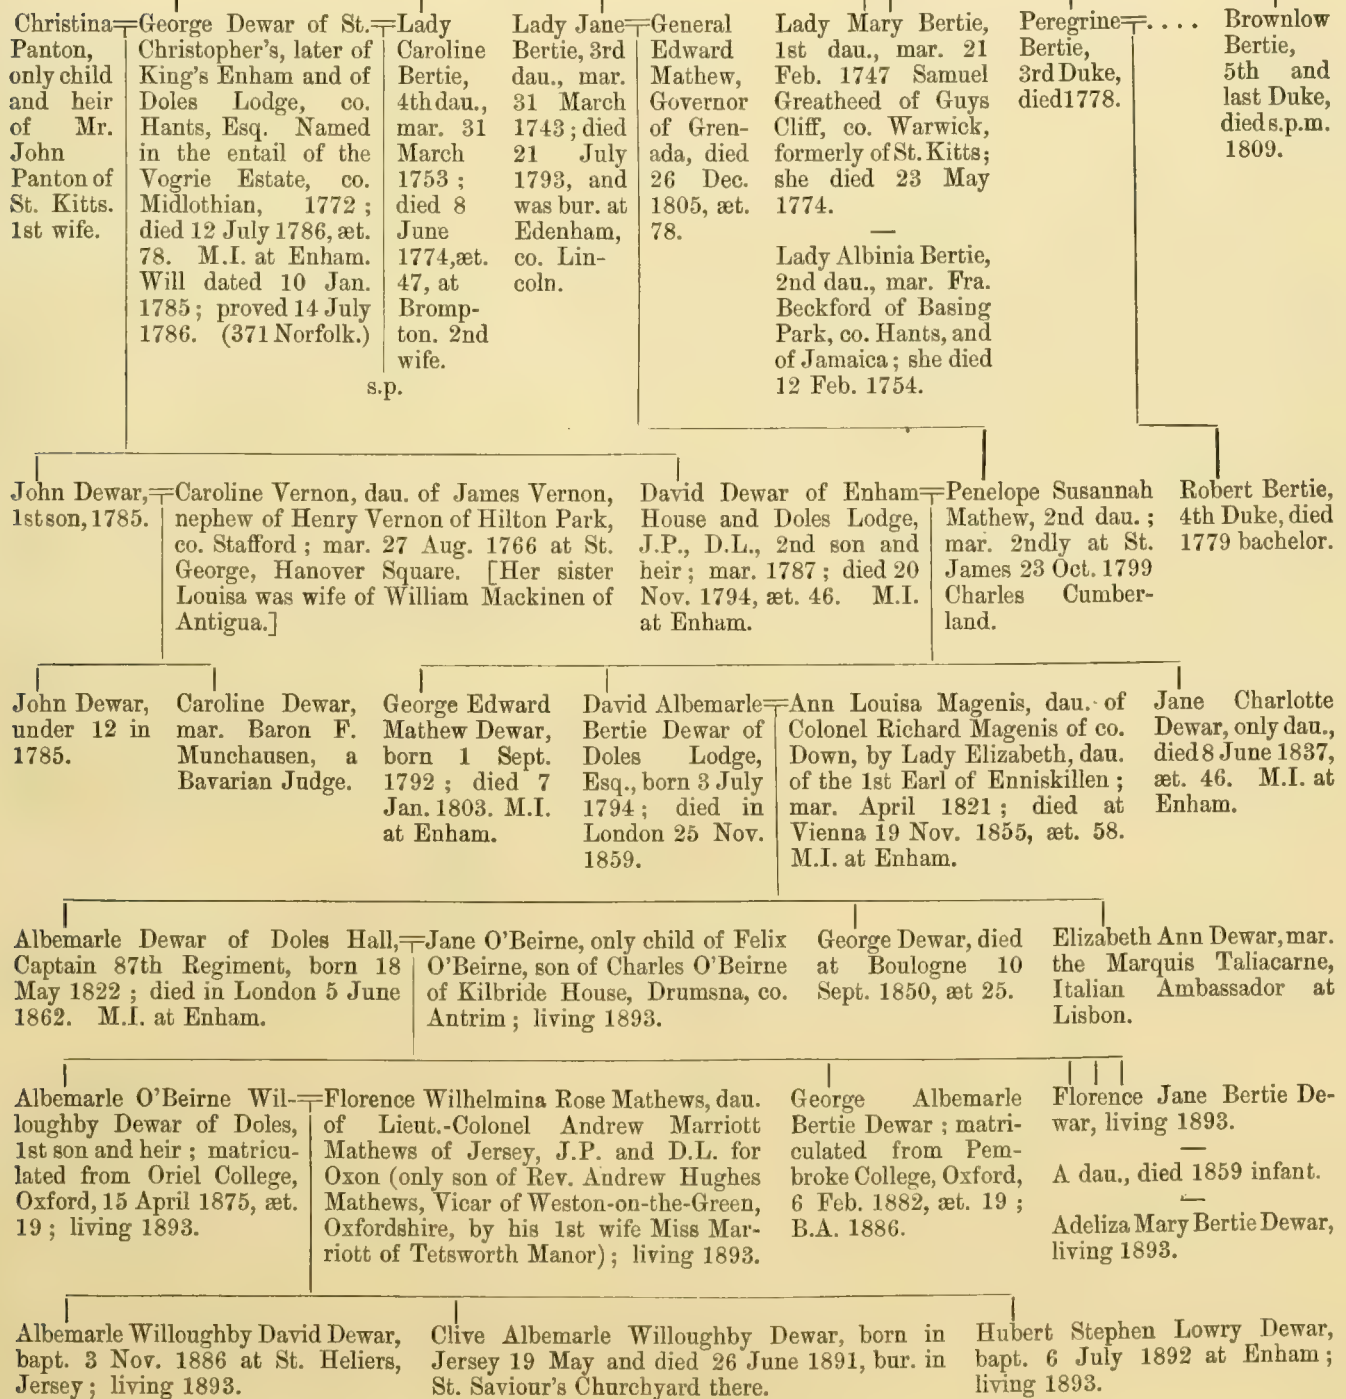 Christina
Panton,
only child
and heir
of Mr.
John
Panton of
St. Kitts.
1st wife.
George Dewar of St.
Christopher's, later of
King's Enham and of
Doles Lodge, co.
Hants, Esq. Named
in the entail of the
Vogrie Estate, co.
Midlothian, 1772 ;
died 12 July 1786, æt.
78. M.I. at Enham.
Will dated 10 Jan.
1785 ; proved 14 July
1786. (371 Norfolk.)
Lady
Caroline
Bertie,
4th dau.,
mar. 31
March
1753 ;
died 8
June
1774, æt.
47, at
Bromp-
ton. 2nd
wife.
s.p.
Lady Jane
Bertie, 3rd
dau., mar.
31 March
1743 ; died
21 July
1793, and
was bur. at
Edenham,
co. Lin-
coln.
General
Edward
Mathew,
Governor
of Gren-
ada, died
26 Dec.
1805, æt.
78.
Lady Mary Bertie,
1st dau., mar. 21
Feb. 1747 Samuel
Greatheed of Guys
Cliff, co. Warwick,
formerly of St. Kitts;
she died 23 May
1774.
—
Lady Albinia Bertie,
2nd dau., mar. Fra.
Beckford of Basing
Park, co. Hants, and
of Jamaica ; she died
12 Feb. 1754.
Peregrine
Bertie,
3rd Duke,
died 1778.
. . . .
Brownlow
Bertie,
5th and
last Duke,
died s.p.m.
1809.
John Dewar,
1st son, 1785.
Caroline Vernon, dau. of James Vernon,
nephew of Henry Vernon of Hilton Park,
co. Stafford ; mar. 27 Aug. 1766 at St.
George, Hanover Square. [Her sister
Louisa was wife of William Mackinen of
Antigua.]
David Dewar of Enham
House and Doles Lodge,
J.P., D.L., 2nd son and
heir ; mar. 1787 ; died 20
Nov. 1794, æt. 46. M.I.
at Enham.
Penelope Susannah
Mathew, 2nd dau. ;
mar. 2ndly at St.
James 23 Oct. 1799
Charles Cumber-
land.
Robert Bertie,
4th Duke, died
1779 bachelor.
John Dewar,
under 12 in
1785.
Caroline Dewar,
mar. Baron F.
Munchausen, a
Bavarian Judge.
George Edward
Mathew Dewar,
born 1 Sept.
1792 ; died 7
Jan. 1803. M.I.
at Enham.
David Albemarle
Bertie Dewar of
Doles Lodge,
Esq., born 3 July
1794 ; died in
London 25 Nov.
1859.
Ann Louisa Magenis, dau. of
Colonel Richard Magenis of co.
Down, by Lady Elizabeth, dau.
of the 1st Earl of Enniskillen ;
mar. April 1821 ; died at
Vienna 19 Nov. 1855, æt. 58.
M.I. at Enham.
Jane Charlotte
Dewar, only dau.,
died 8 June 1837,
æt. 46. M.I. at
Enham.
Albemarle Dewar of Doles Hall,
Captain 87th Regiment, born 18
May 1822 ; died in London 5 June
1862. M.I. at Enham.
Jane O'Beirne, only child of Felix
O'Beirne, son of Charles O'Beirne
of Kilbride House, Drumsna, co.
Antrim ; living 1893.
George Dewar, died
at Boulogne 10
Sept. 1850, æt 25.
Elizabeth Ann Dewar, mar.
the Marquis Taliacarne,
Italian Ambassador at
Lisbon.
Albemarle O'Beirne Wil-
loughby Dewar of Doles,
1st son and heir ; matricu-
lated from Oriel College,
Oxford, 15 April 1875, æt.
19 ; living 1893.
Florence Wilhelmina Rose Mathews, dau.
of Lieut.-Colonel Andrew Marriott
Mathews of Jersey, J.P. and D.L. for
Oxon (only son of Rev. Andrew Hughes
Mathews, Vicar of Weston-on-the-Green,
Oxfordshire, by his 1st wife Miss Mar-
riott of Tetsworth Manor) ; living 1893.
George Albemarle
Bertie Dewar ; matri-
culated from Pem-
broke College, Oxford,
6 Feb. 1882, æt. 19 ;
B.A. 1886.
Florence Jane Bertie De-
war, living 1893.
—
A dau., died 1859 infant.
—
Adeliza Mary Bertie Dewar,
living 1893.
Albemarle Willoughby David Dewar,
bapt. 3 Nov. 1886 at St. Heliers,
Jersey ; living 1893.
Clive Albemarle Willoughby Dewar, born in
Jersey 19 May and died 26 June 1891, bur. in
St. Saviour's Churchyard there.
Hubert Stephen Lowry Dewar,
bapt. 6 July 1892 at Enham ;
living 1893.